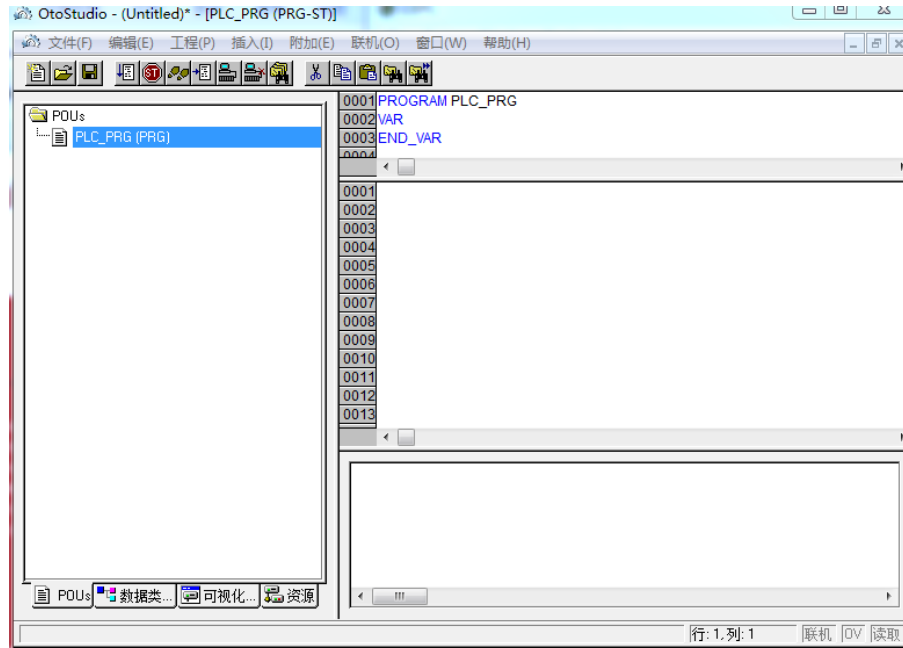 OtoStudio - (Untitled)* - [PLC_PRG (PRG-ST)]
文件(F) 编辑(E) 工程(P) 插入(I) 附加(E) 联机(O) 窗口(W) 帮助(H)
POUs
PLC_PRG (PRG)
0001 PROGRAM PLC_PRG
0002 VAR
0003 END_VAR
0004
0001
0002
0003
0004
0005
0006
0007
0008
0009
0010
0011
0012
0013
POUs 数据类... 可视化... 资源
行: 1,列: 1 联机 OV 读取